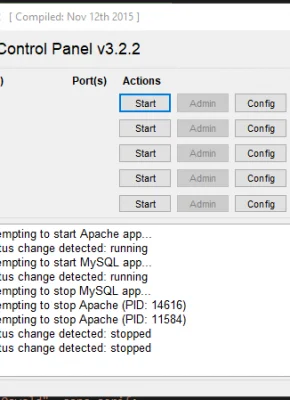 [ Compiled: Nov 12th 2015 ]
Control Panel v3.2.2
Port(s) Actions
Start Admin Config
Start Admin Config
Start Admin Config
Start Admin Config
Start Admin Config
empting to start Apache app...
tus change detected: running
empting to start MySQL app...
tus change detected: running
empting to stop MySQL app...
empting to stop Apache (PID: 14616)
empting to stop Apache (PID: 11584)
tus change detected: stopped
tus change detected: stopped